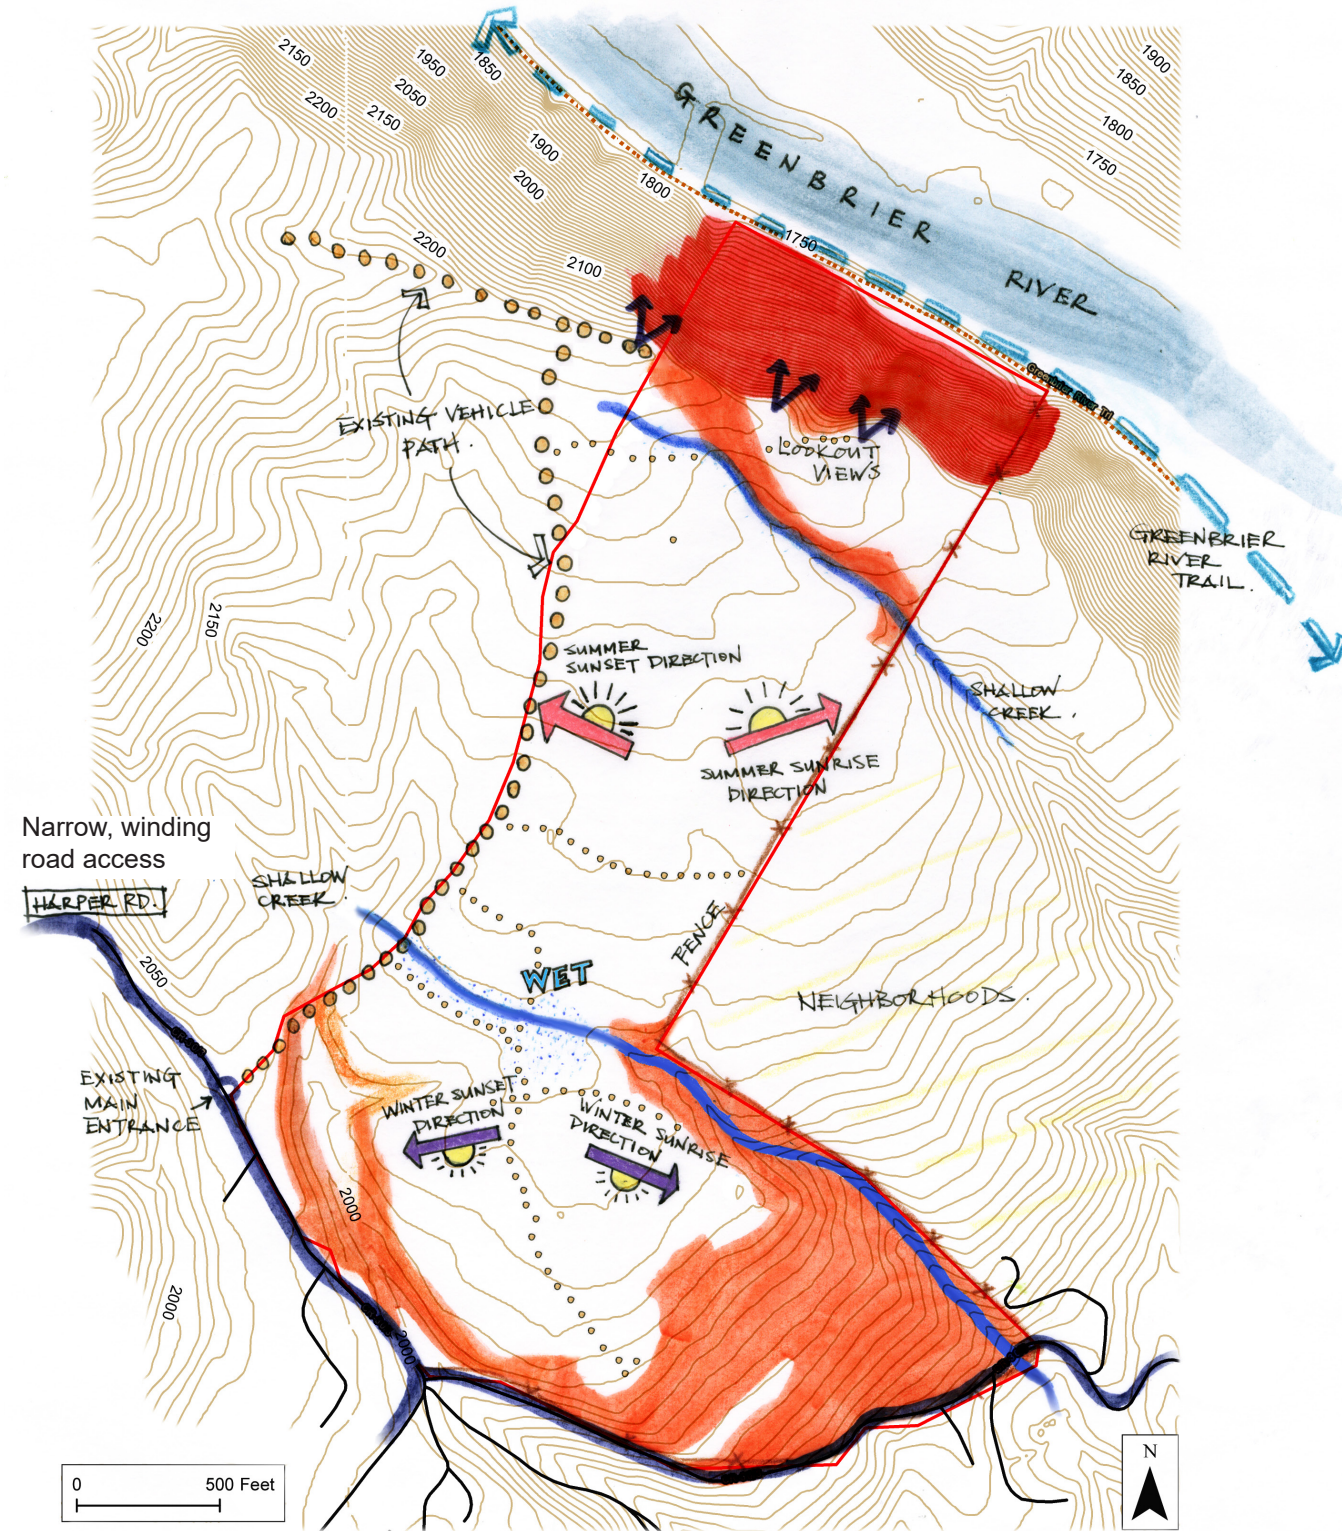 2150
1950
1850
2050
2200
2150
1900
2000
1800
1900
1850
1800
1750
GREENBRIER
RIVER
1750
2200
2100
Greenbrier River Trl
EXISTING VEHICLE
PATH.
LOOKOUT
VIEWS
GREENBRIER
RIVER
TRAIL.
2200
2150
SUMMER
SUNSET DIRECTION
SHALLOW
CREEK.
SUMMER SUNRISE
DIRECTION
Narrow, winding
road access
HARPER RD.
SHALLOW
CREEK.
FENCE
2050
WET
NEIGHBORHOODS.
EXISTING
MAIN
ENTRANCE
WINTER SUNSET
DIRECTION
WINTER SUNRISE
DIRECTION
2000
2000
2000
0 500 Feet
N